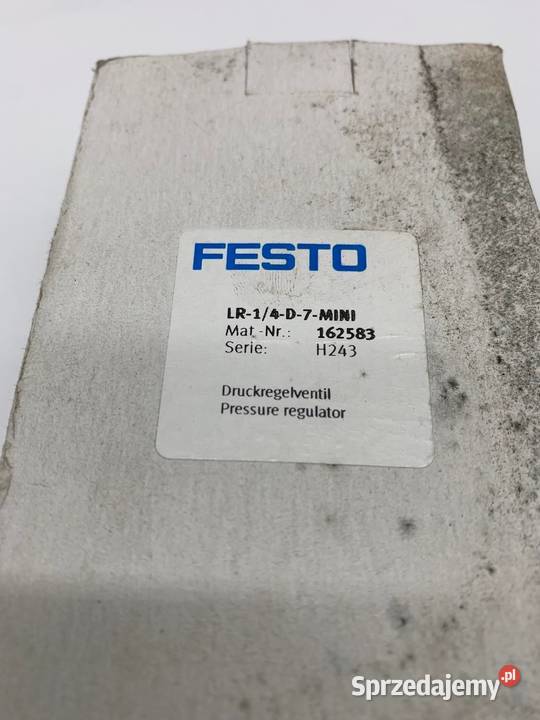 FESTO
LR-1/4-D-7-MINI
Mat.-Nr.: 162583
Serie: H243
Druckregelventil
Pressure regulator
Sprzedajemy.pl